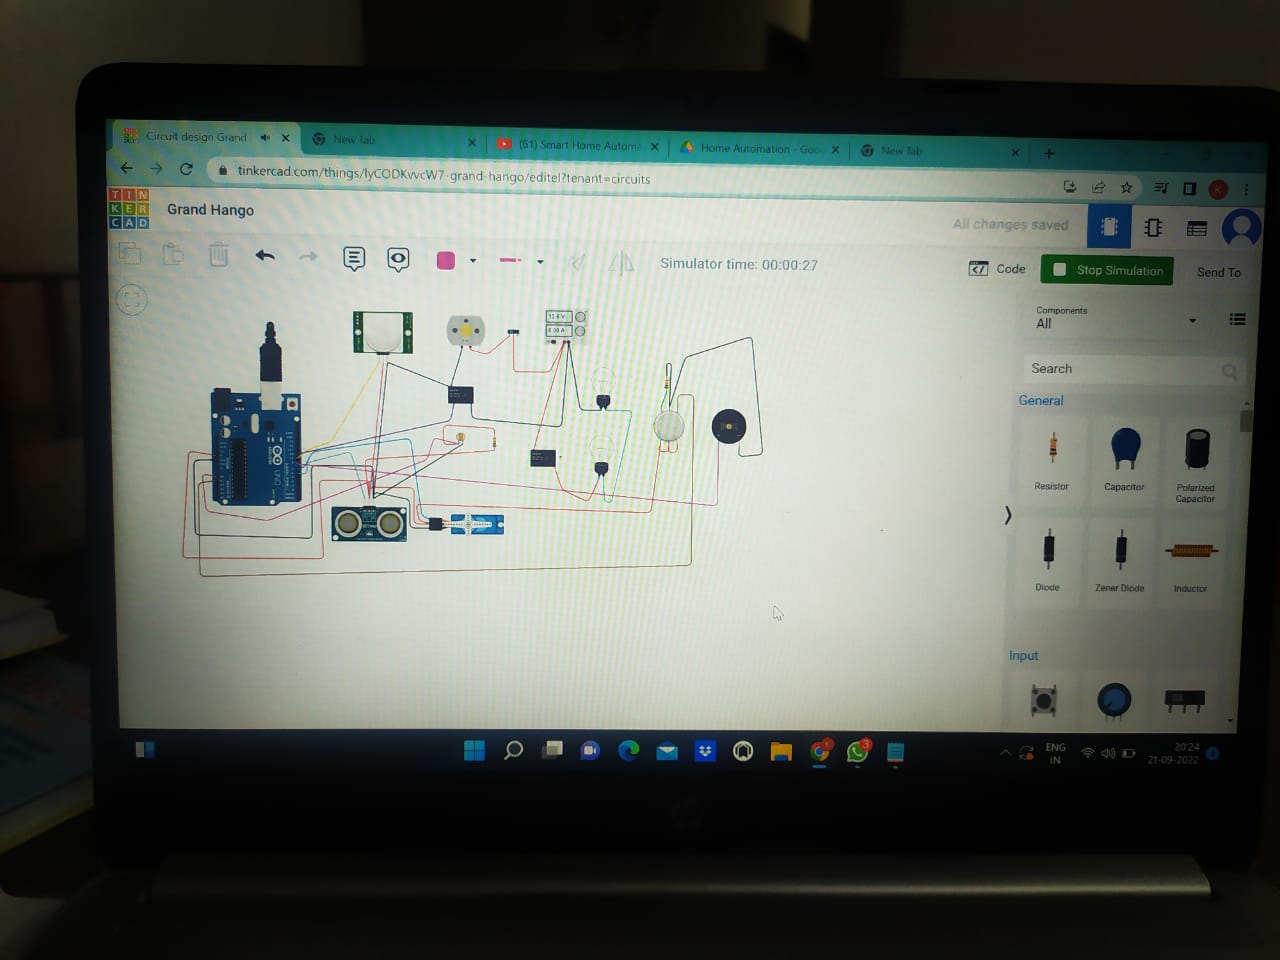 Circuit design Grand
New Tab
(61) Smart Home Autom
Home Automation - Goo
New Tab
tinkercad.com/things/lyCODKvvcW7-grand-hango/editel?tenant=circuits
K
TIN
KER
CAD
Grand Hango
All changes saved
Simulator time: 00:00:27
Code
Stop Simulation
Send To
Components
All
Search
General
Resistor
Capacitor
Polarized
Capacitor
Diode
Zener Diode
Inductor
Input
UNO
ENG
IN
20:24
21-09-2022
3
4